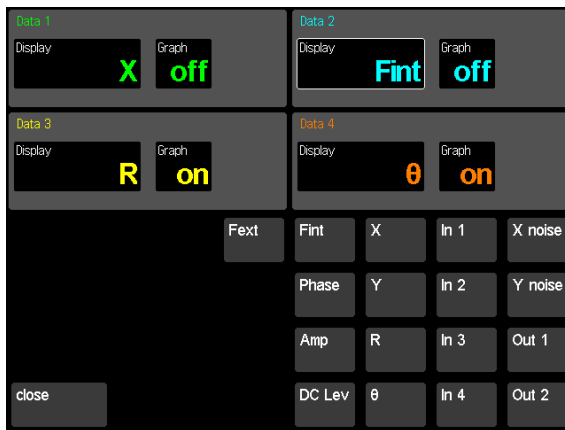 Data 1
Data 2
Display Graph
X off
Display Graph
Fint off
Data 3
Data 4
Display Graph
R on
Display Graph
θ on
Fext Fint X In 1 X noise
Phase Y In 2 Y noise
Amp R In 3 Out 1
close DC Lev θ In 4 Out 2